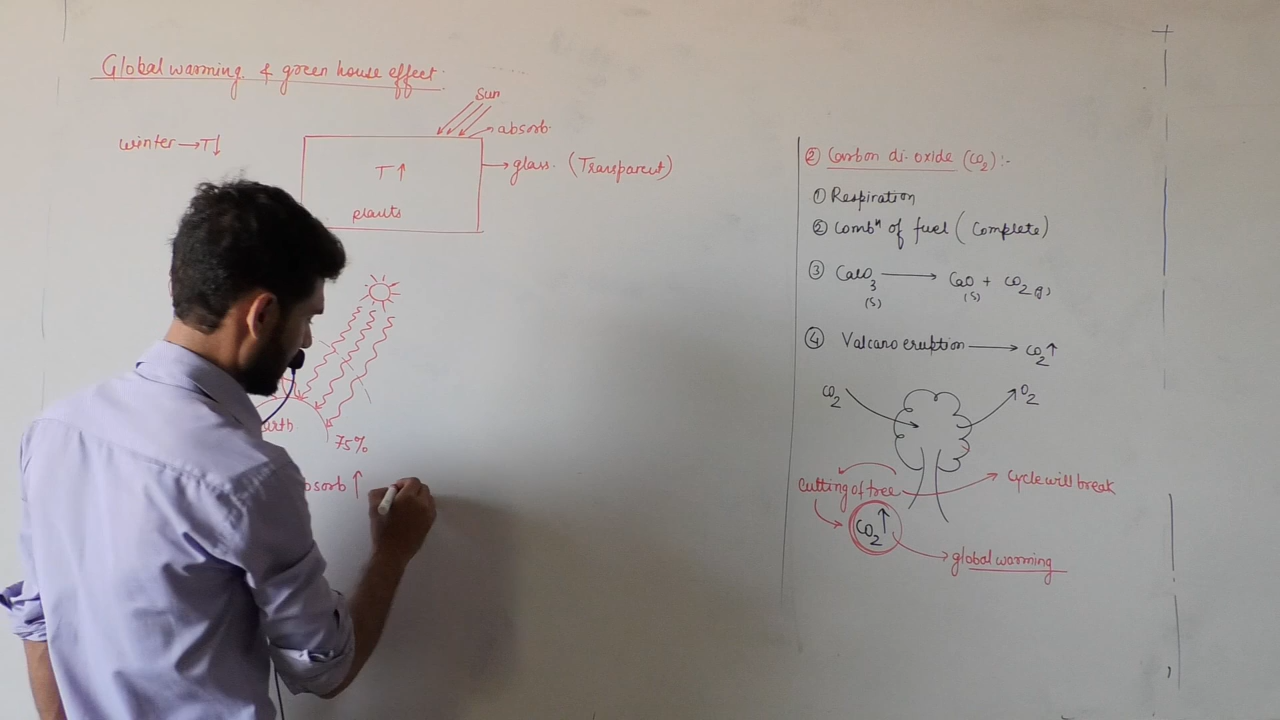 Global warming & green house effect.
Sun
absorb.
winter → T↓
T↑
glass. (Transparent)
plants
75%
bsorb ↑
② Carbon di-oxide (CO2):-
① Respiration
② Combⁿ of fuel (Complete)
③ CaCO3(s) → CaO(s) + CO2(g)
④ Valcano eruption → CO2↑
CO2
O2
Cutting of tree
Cycle will break
CO2↑
global warming